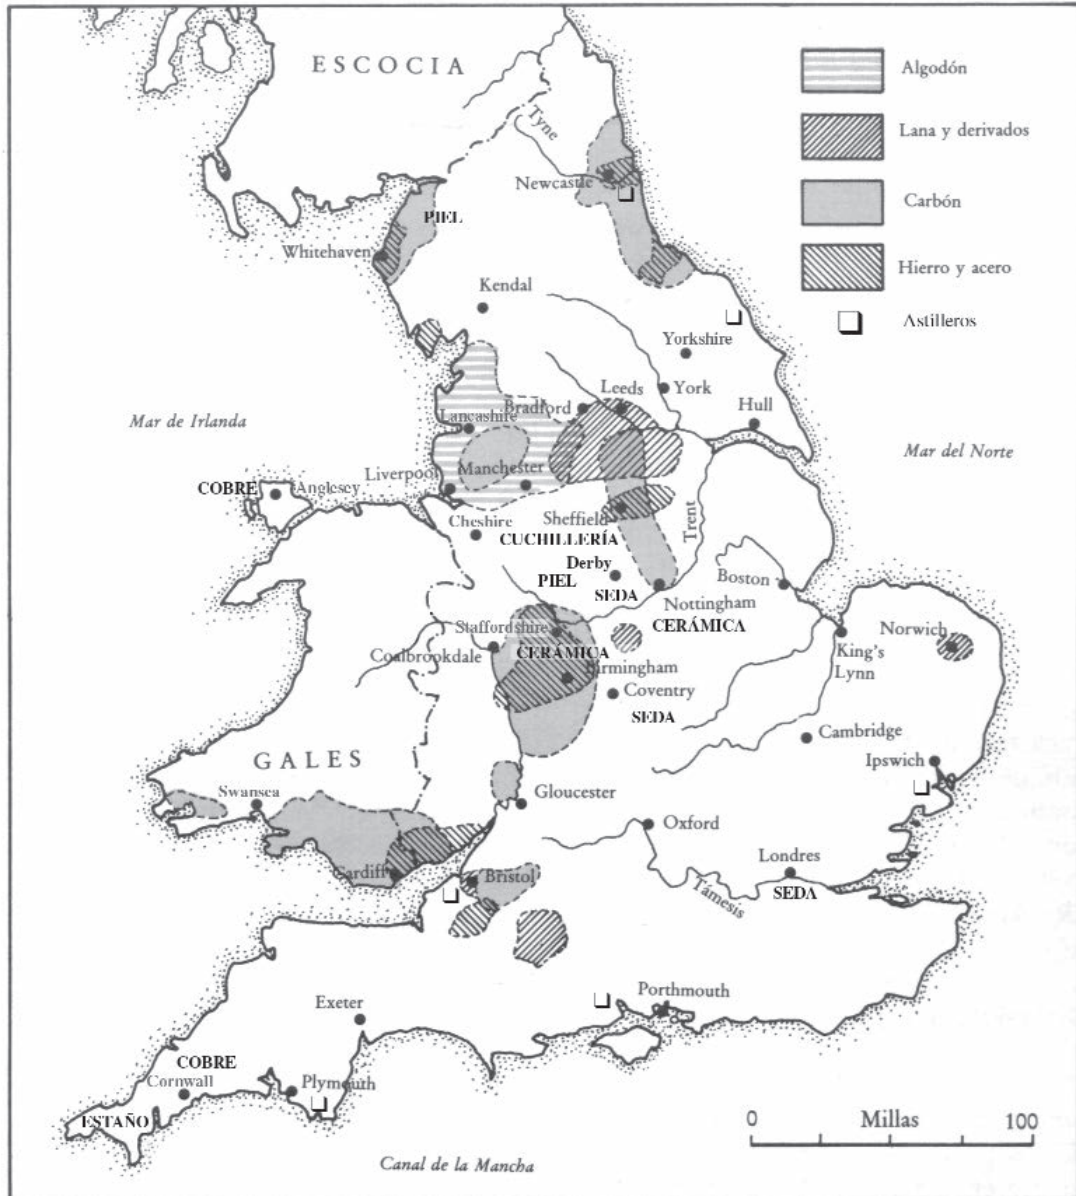 ESCOCIA
Algodón
Lana y derivados
Carbón
Hierro y acero
Astilleros
Tyne
Newcastle
PIEL
Whitehaven
Kendal
Yorkshire
York
Leeds
Bradford
Hull
Lancashire
Mar de Irlanda
Mar del Norte
Liverpool
Manchester
COBRE
Anglesey
Cheshire
Sheffield
CUCHILLERÍA
Trent
Derby
PIEL
SEDA
Boston
Nottingham
CERÁMICA
Staffordshire
Coalbrookdale
CERÁMICA
Birmingham
King's
Lynn
Norwich
Coventry
SEDA
Cambridge
GALES
Ipswich
Swansea
Gloucester
Oxford
Londres
SEDA
Tamesis
Cardiff
Bristol
Porthmouth
Exeter
COBRE
Cornwall
Plymouth
ESTAÑO
0 Millas 100
Canal de la Mancha